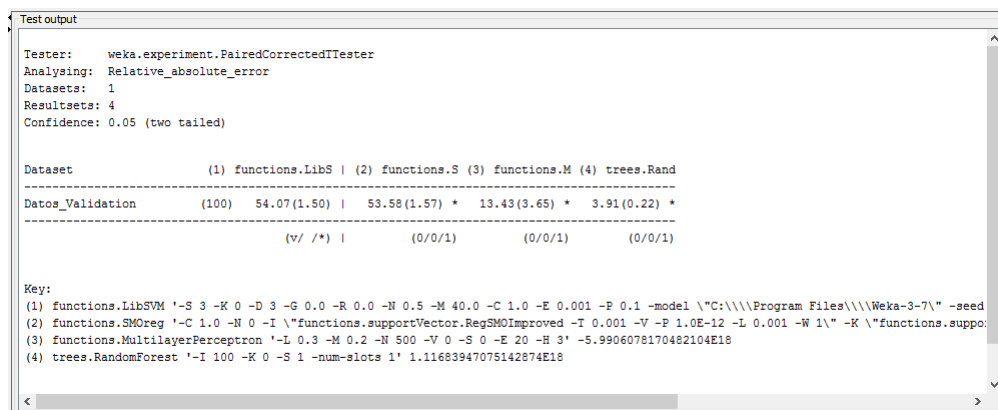 Test output
Tester:     weka.experiment.PairedCorrectedTTester
Analysing:  Relative_absolute_error
Datasets:   1
Resultsets: 4
Confidence: 0.05 (two tailed)
Dataset                   (1) functions.LibS | (2) functions.S (3) functions.M (4) trees.Rand
----------------------------------------------------------------------------------------------
Datos_Validation         (100)   54.07(1.50) |   53.58(1.57) *   13.43(3.65) *   3.91(0.22) *
----------------------------------------------------------------------------------------------
(v/ /*) |         (0/0/1)         (0/0/1)        (0/0/1)
Key:
(1) functions.LibSVM '-S 3 -K 0 -D 3 -G 0.0 -R 0.0 -N 0.5 -M 40.0 -C 1.0 -E 0.001 -P 0.1 -model \"C:\\\\Program Files\\\\Weka-3-7\" -seed
(2) functions.SMOreg '-C 1.0 -N 0 -I \"functions.supportVector.RegSMOImproved -T 0.001 -V -P 1.0E-12 -L 0.001 -W 1\" -K \"functions.suppo
(3) functions.MultilayerPerceptron '-L 0.3 -M 0.2 -N 500 -V 0 -S 0 -E 20 -H 3' -5.9906078170482104E18
(4) trees.RandomForest '-I 100 -K 0 -S 1 -num-slots 1' 1.11683947075142874E18